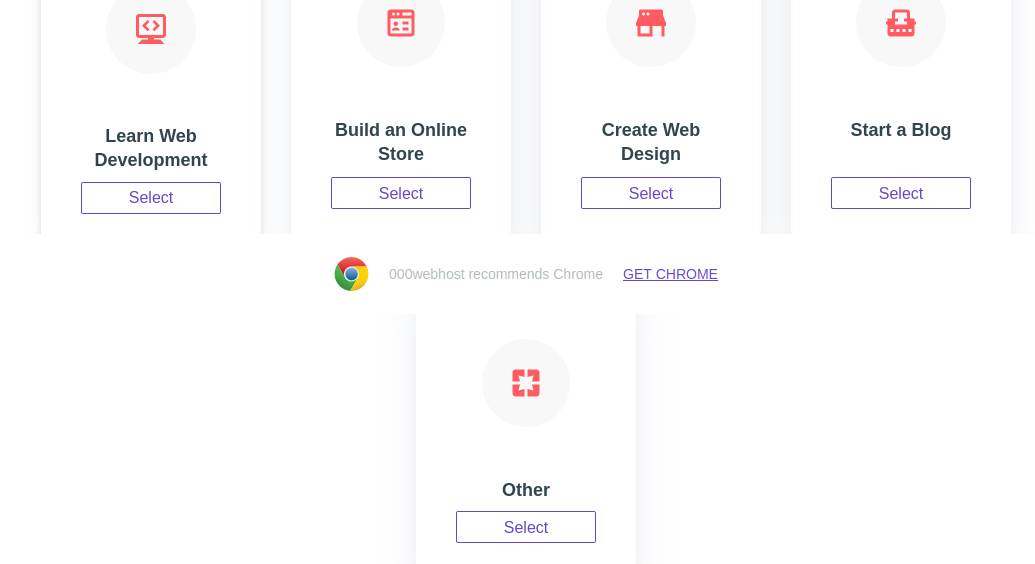 Learn Web
Development
Select
Build an Online
Store
Select
Create Web
Design
Select
Start a Blog
Select
000webhost recommends Chrome GET CHROME
Other
Select